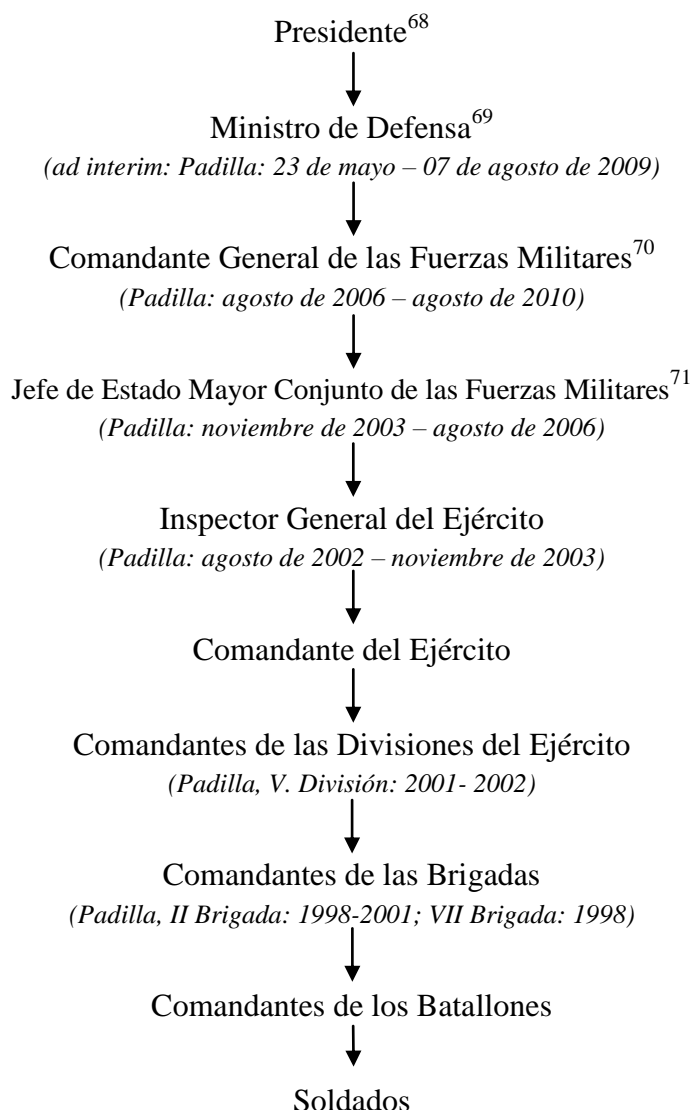 Presidente68
Ministro de Defensa69
(ad interim: Padilla: 23 de mayo – 07 de agosto de 2009)
Comandante General de las Fuerzas Militares70
(Padilla: agosto de 2006 – agosto de 2010)
Jefe de Estado Mayor Conjunto de las Fuerzas Militares71
(Padilla: noviembre de 2003 – agosto de 2006)
Inspector General del Ejército
(Padilla: agosto de 2002 – noviembre de 2003)
Comandante del Ejército
Comandantes de las Divisiones del Ejército
(Padilla, V. División: 2001- 2002)
Comandantes de las Brigadas
(Padilla, II Brigada: 1998-2001; VII Brigada: 1998)
Comandantes de los Batallones
Soldados